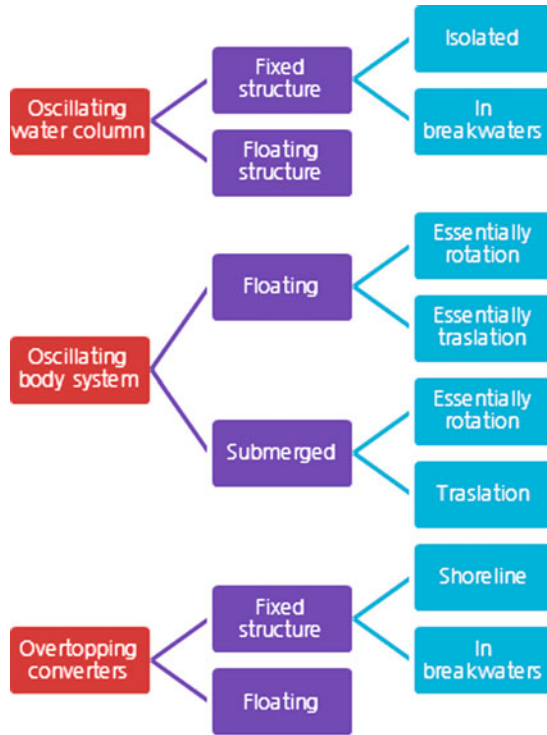 Oscillating
water column
Fixed
structure
Isolated
In
breakwaters
Floating
structure
Oscillating
body system
Floating
Essentially
rotation
Essentially
traslation
Submerged
Essentially
rotation
Traslation
Overtopping
converters
Fixed
structure
Shoreline
In
breakwaters
Floating